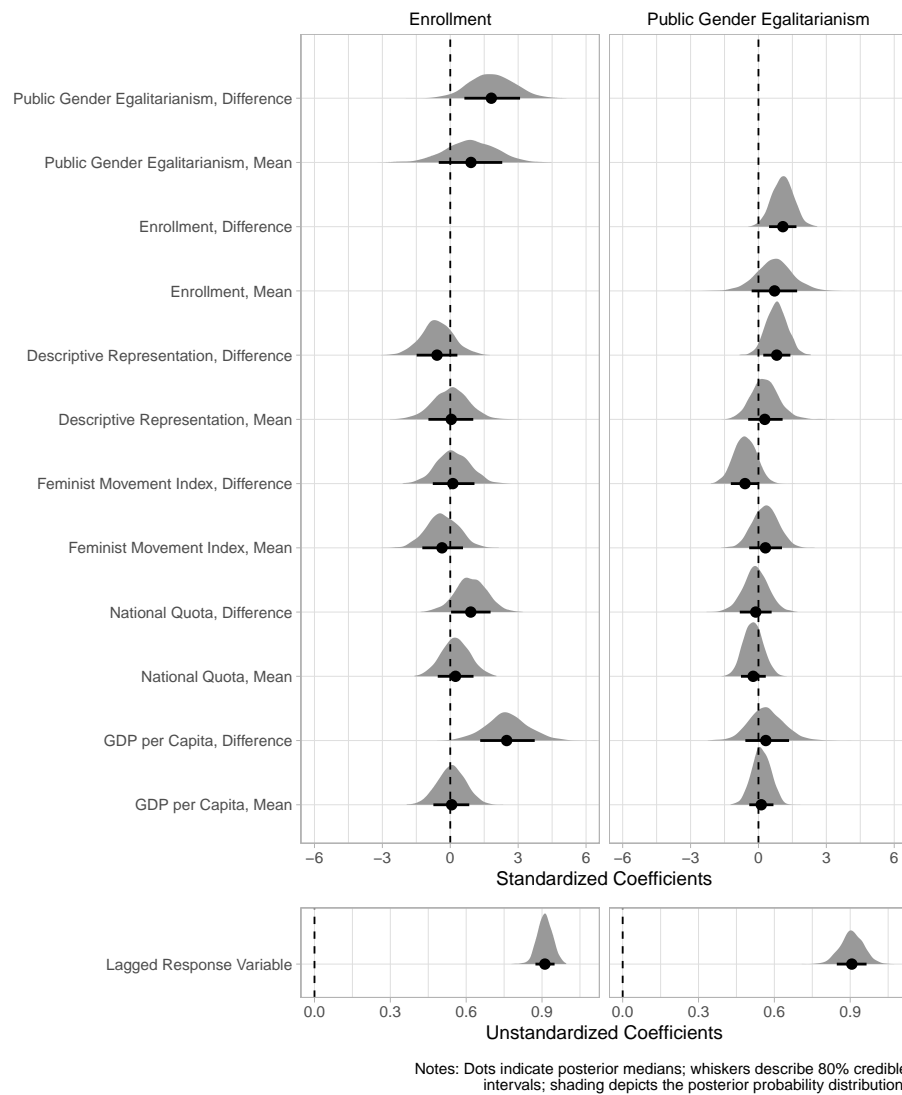 Enrollment
Public Gender Egalitarianism
Public Gender Egalitarianism, Difference
Public Gender Egalitarianism, Mean
Enrollment, Difference
Enrollment, Mean
Descriptive Representation, Difference
Descriptive Representation, Mean
Feminist Movement Index, Difference
Feminist Movement Index, Mean
National Quota, Difference
National Quota, Mean
GDP per Capita, Difference
GDP per Capita, Mean
−6 −3 0 3 6 −6 −3 0 3 6
Standardized Coefficients
Lagged Response Variable
0.0 0.3 0.6 0.9 0.0 0.3 0.6 0.9
Unstandardized Coefficients
Notes: Dots indicate posterior medians; whiskers describe 80% credible
intervals; shading depicts the posterior probability distribution